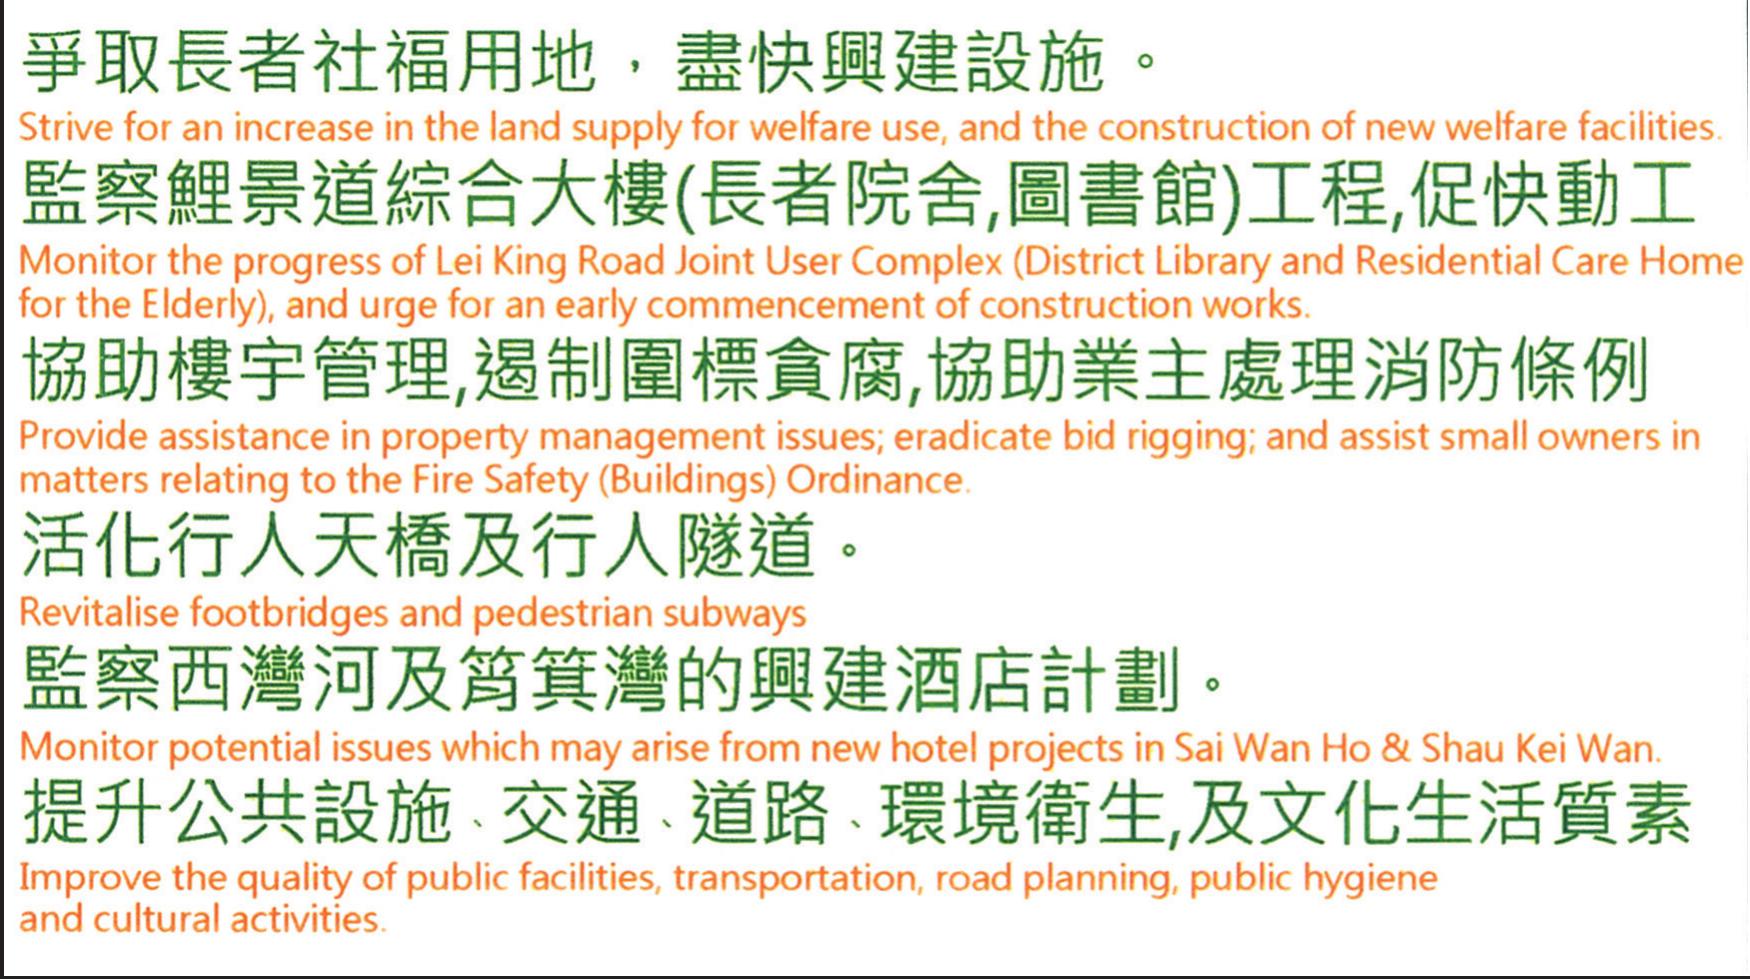 爭取長者社福用地，盡快興建設施。
Strive for an increase in the land supply for welfare use, and the construction of new welfare facilities.
監察鯉景道綜合大樓(長者院舍,圖書館)工程,促快動工
Monitor the progress of Lei King Road Joint User Complex (District Library and Residential Care Home
for the Elderly), and urge for an early commencement of construction works.
協助樓宇管理,遏制圍標貪腐,協助業主處理消防條例
Provide assistance in property management issues; eradicate bid rigging; and assist small owners in
matters relating to the Fire Safety (Buildings) Ordinance.
活化行人天橋及行人隧道。
Revitalise footbridges and pedestrian subways
監察西灣河及筲箕灣的興建酒店計劃。
Monitor potential issues which may arise from new hotel projects in Sai Wan Ho & Shau Kei Wan.
提升公共設施、交通、道路、環境衛生,及文化生活質素
Improve the quality of public facilities, transportation, road planning, public hygiene
and cultural activities.